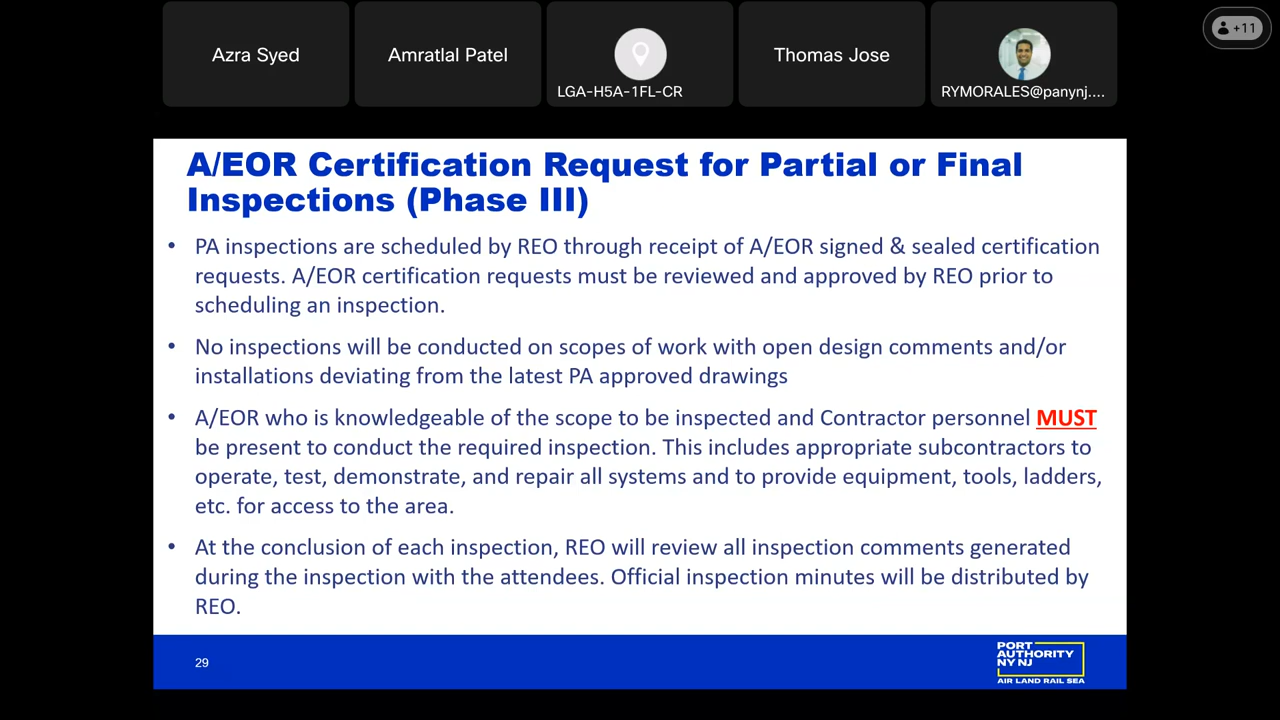 Azra Syed
Amratlal Patel
LGA-H5A-1FL-CR
Thomas Jose
RYMORALES@panynj....
+11
A/EOR Certification Request for Partial or Final
Inspections (Phase III)
• PA inspections are scheduled by REO through receipt of A/EOR signed & sealed certification
requests. A/EOR certification requests must be reviewed and approved by REO prior to
scheduling an inspection.
• No inspections will be conducted on scopes of work with open design comments and/or
installations deviating from the latest PA approved drawings
• A/EOR who is knowledgeable of the scope to be inspected and Contractor personnel MUST
be present to conduct the required inspection. This includes appropriate subcontractors to
operate, test, demonstrate, and repair all systems and to provide equipment, tools, ladders,
etc. for access to the area.
• At the conclusion of each inspection, REO will review all inspection comments generated
during the inspection with the attendees. Official inspection minutes will be distributed by
REO.
29
PORT
AUTHORITY
NY NJ
AIR LAND RAIL SEA